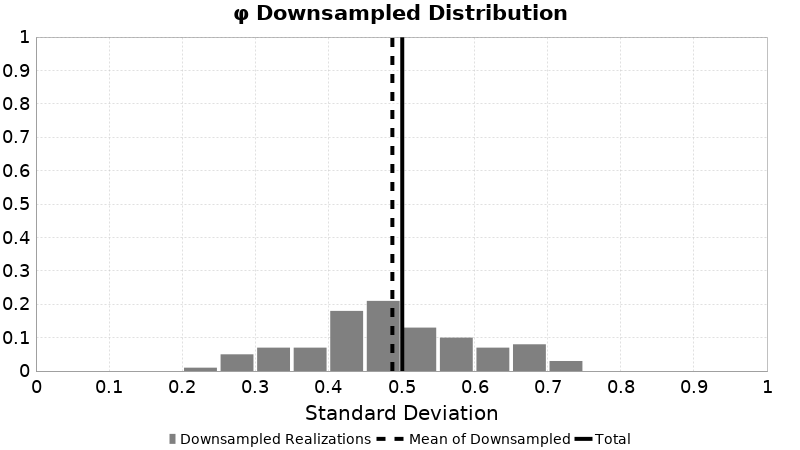 φ Downsampled Distribution
1
0.9
0.8
0.7
0.6
0.5
0.4
0.3
0.2
0.1
0
0 0.1 0.2 0.3 0.4 0.5 0.6 0.7 0.8 0.9 1
Standard Deviation
Downsampled Realizations Mean of Downsampled Total